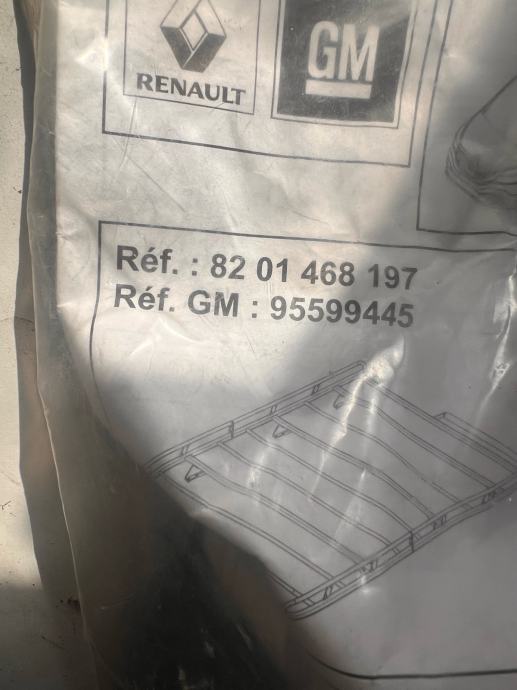 RENAULT
GM
Réf. : 82 01 468 197
Réf. GM : 95599445